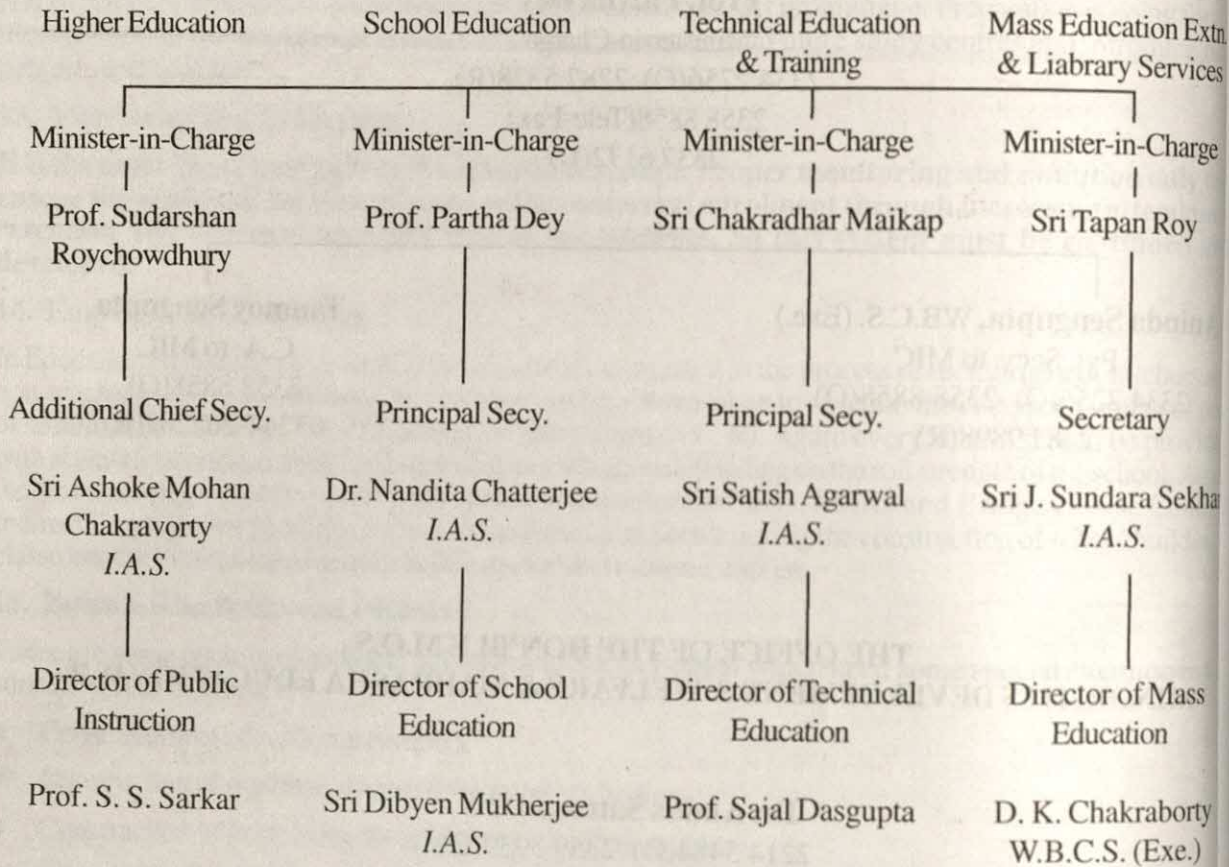 Higher Education School Education Technical Education Mass Education Extn
& Training & Liabrary Services
Minister-in-Charge Minister-in-Charge Minister-in-Charge Minister-in-Charge
Prof. Sudarshan Prof. Partha Dey Sri Chakradhar Maikap Sri Tapan Roy
Roychowdhury
Additional Chief Secy. Principal Secy. Principal Secy. Secretary
Sri Ashoke Mohan Dr. Nandita Chatterjee Sri Satish Agarwal Sri J. Sundara Sekha
Chakravorty I.A.S. I.A.S. I.A.S.
I.A.S.
Director of Public Director of School Director of Technical Director of Mass
Instruction Education Education Education
Prof. S. S. Sarkar Sri Dibyen Mukherjee Prof. Sajal Dasgupta D. K. Chakraborty
I.A.S. W.B.C.S. (Exe.)